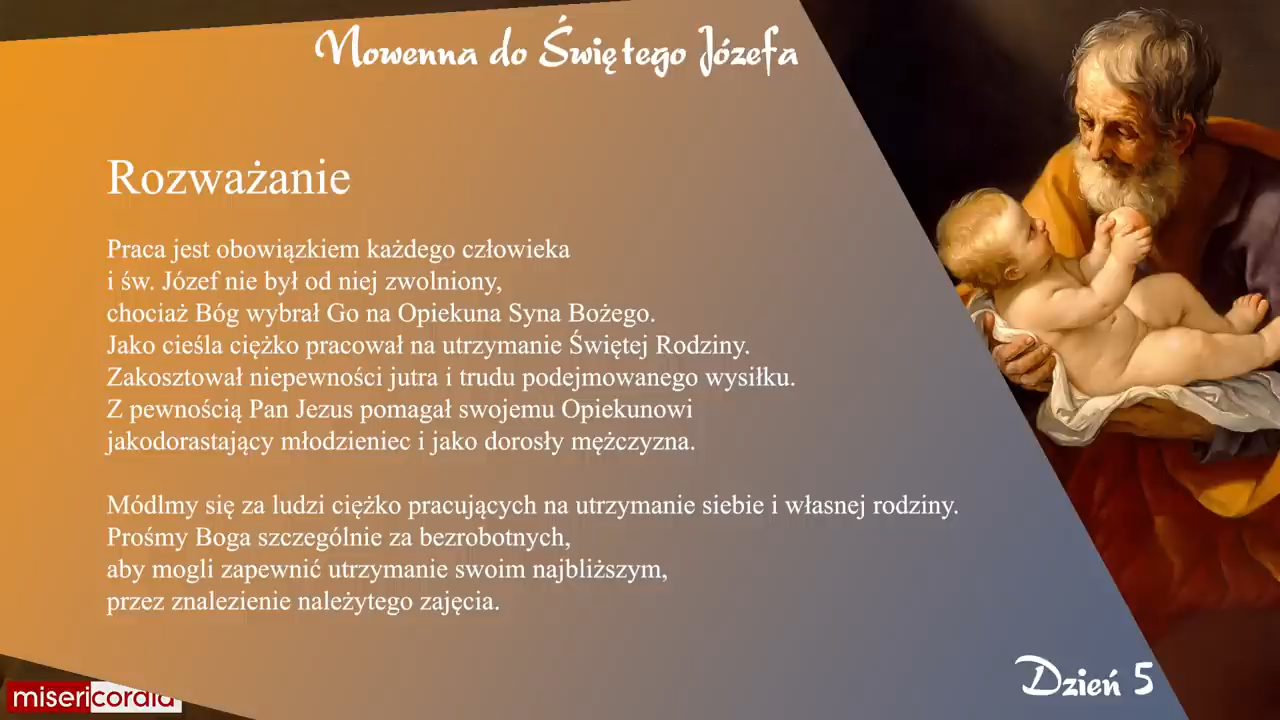 Nowenna do Świętego Józefa
Rozważanie
Praca jest obowiązkiem każdego człowieka
i św. Józef nie był od niej zwolniony,
chociaż Bóg wybrał Go na Opiekuna Syna Bożego.
Jako cieśla ciężko pracował na utrzymanie Świętej Rodziny.
Zakosztował niepewności jutra i trudu podejmowanego wysiłku.
Z pewnością Pan Jezus pomagał swojemu Opiekunowi
jakodorastający młodzieniec i jako dorosły mężczyzna.
Módlmy się za ludzi ciężko pracujących na utrzymanie siebie i własnej rodziny.
Prośmy Boga szczególnie za bezrobotnych,
aby mogli zapewnić utrzymanie swoim najbliższym,
przez znalezienie należytego zajęcia.
Dzień 5
misericordia